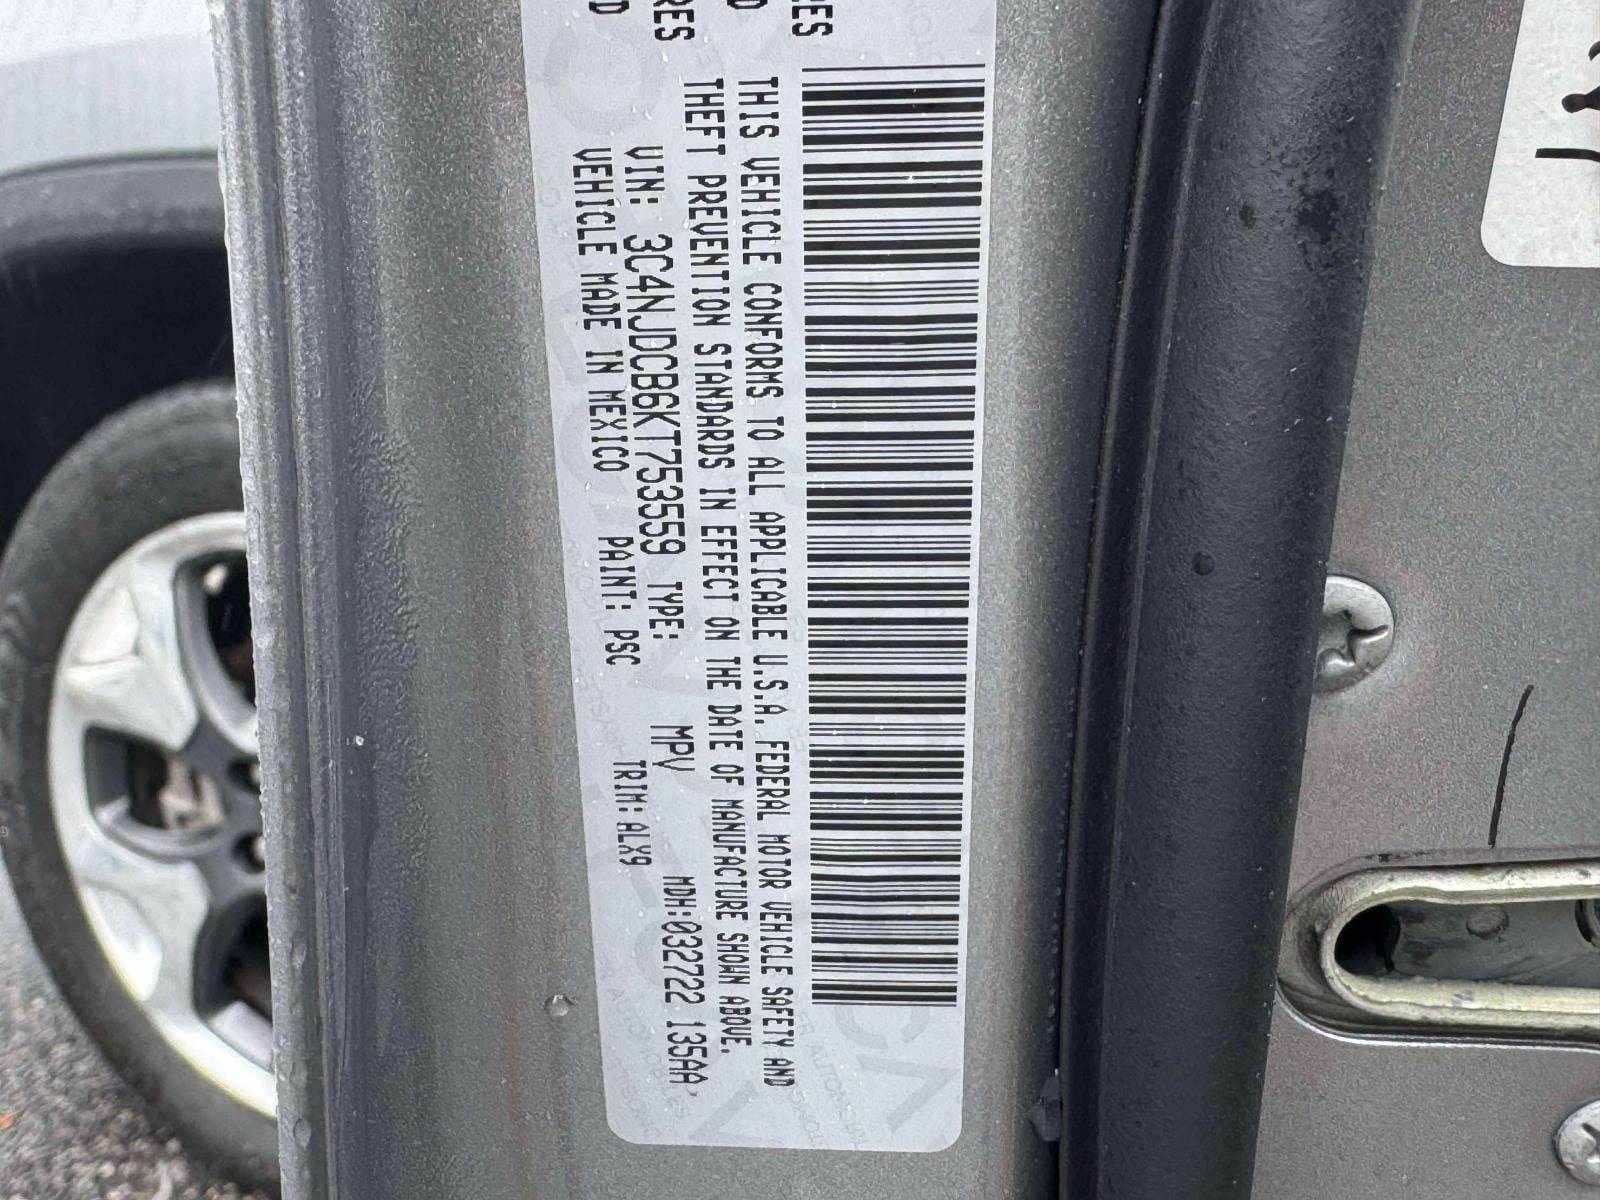 THIS VEHICLE CONFORMS TO ALL APPLICABLE U.S.A. FEDERAL MOTOR VEHICLE SAFETY AND
THEFT PREVENTION STANDARDS IN EFFECT ON THE DATE OF MANUFACTURE SHOWN ABOVE.
VIN: 3C4NJDCB6KT753559 TYPE: MPV MDH:032722 135AA,
VEHICLE MADE IN MEXICO PAINT: PSC TRIM: ALX9